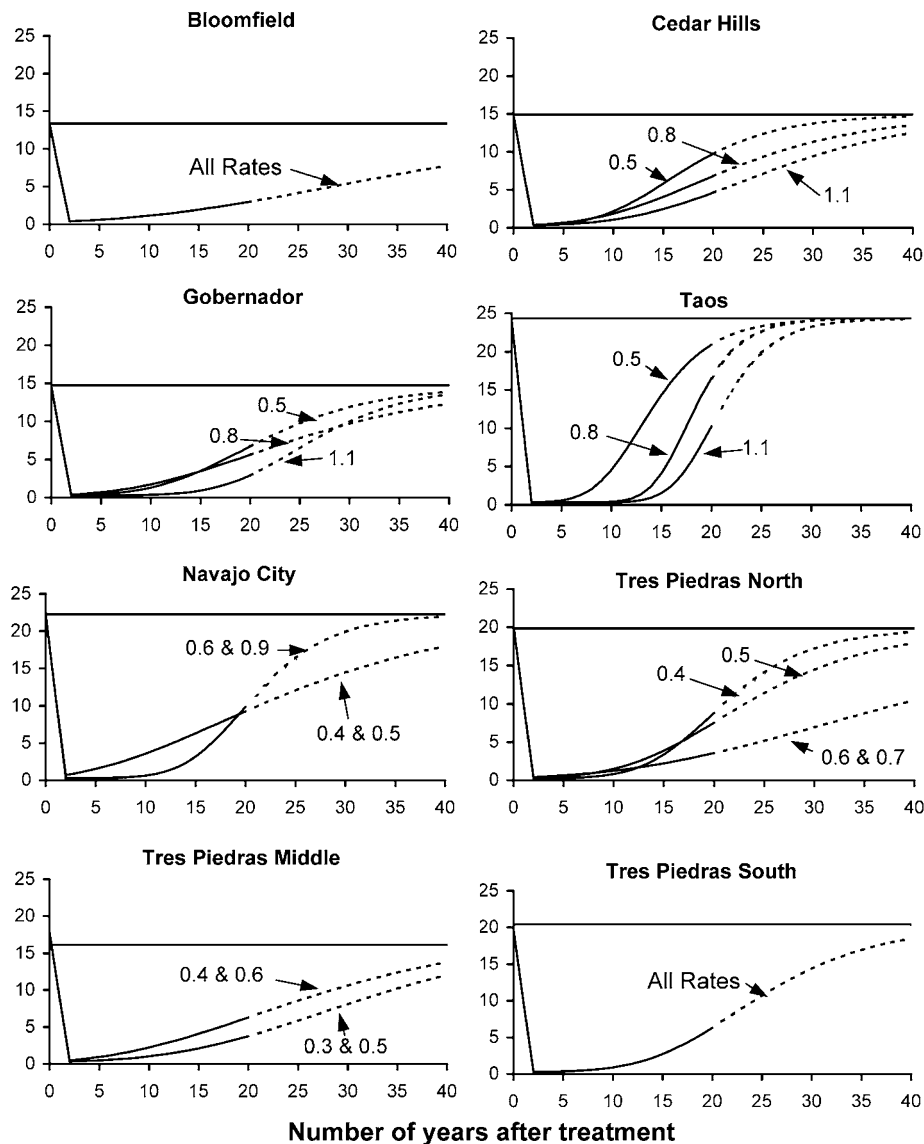 Bloomfield
25
20
15
10
5
0
All Rates
0 5 10 15 20 25 30 35 40
Cedar Hills
25
20
15
10
5
0
0.8
0.5
1.1
0 5 10 15 20 25 30 35 40
Gobernador
25
20
15
10
5
0
0.5
0.8
1.1
0 5 10 15 20 25 30 35 40
Taos
25
20
15
10
5
0
0.5
0.8
1.1
0 5 10 15 20 25 30 35 40
Navajo City
25
20
15
10
5
0
0.6 & 0.9
0.4 & 0.5
0 5 10 15 20 25 30 35 40
Tres Piedras North
25
20
15
10
5
0
0.5
0.4
0.6 & 0.7
0 5 10 15 20 25 30 35 40
Tres Piedras Middle
25
20
15
10
5
0
0.4 & 0.6
0.3 & 0.5
0 5 10 15 20 25 30 35 40
Tres Piedras South
25
20
15
10
5
0
All Rates
0 5 10 15 20 25 30 35 40
Number of years after treatment